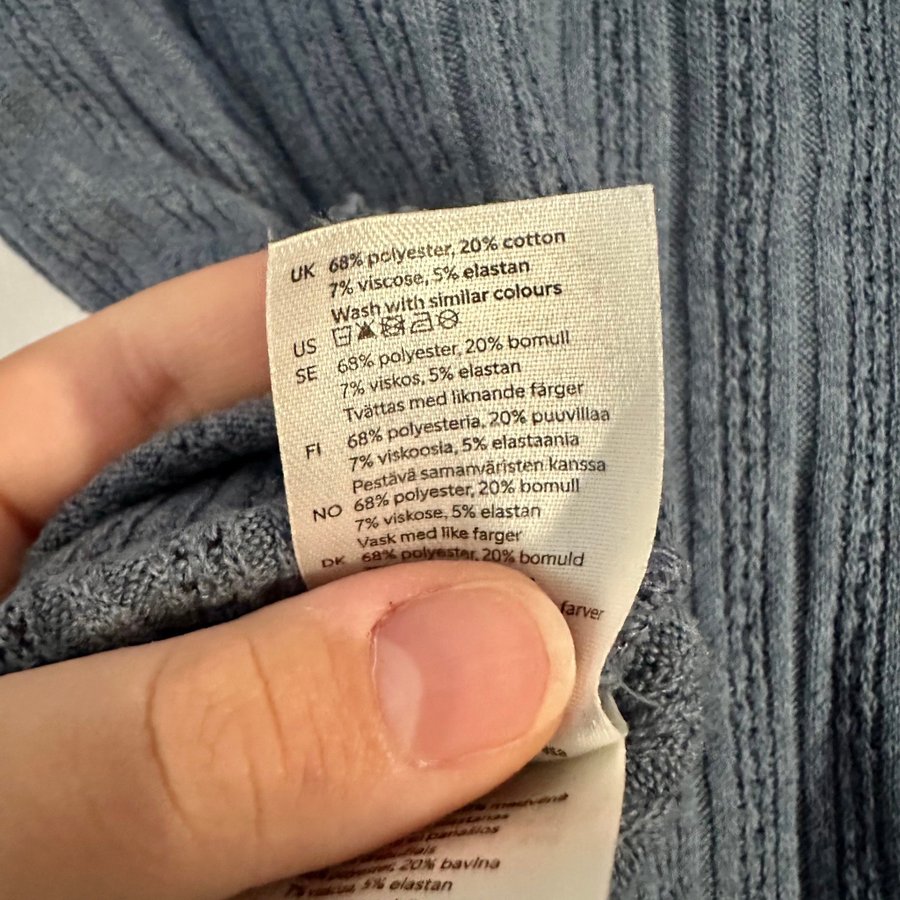 UK 68% polyester, 20% cotton
7% viscose, 5% elastan
Wash with similar colours
US
SE 68% polyester, 20% bomull
7% viskos, 5% elastan
Tvättas med liknande färger
FI 68% polyesteria, 20% puuvillaa
7% viskoosia, 5% elastaania
Pestävä samanväristen kanssa
NO 68% polyester, 20% bomull
7% viskose, 5% elastan
Vask med like farger
DK 68% polyester, 20% bomuld
farver
medvilnė
20% bavlna
7% viskose, 5% elastan